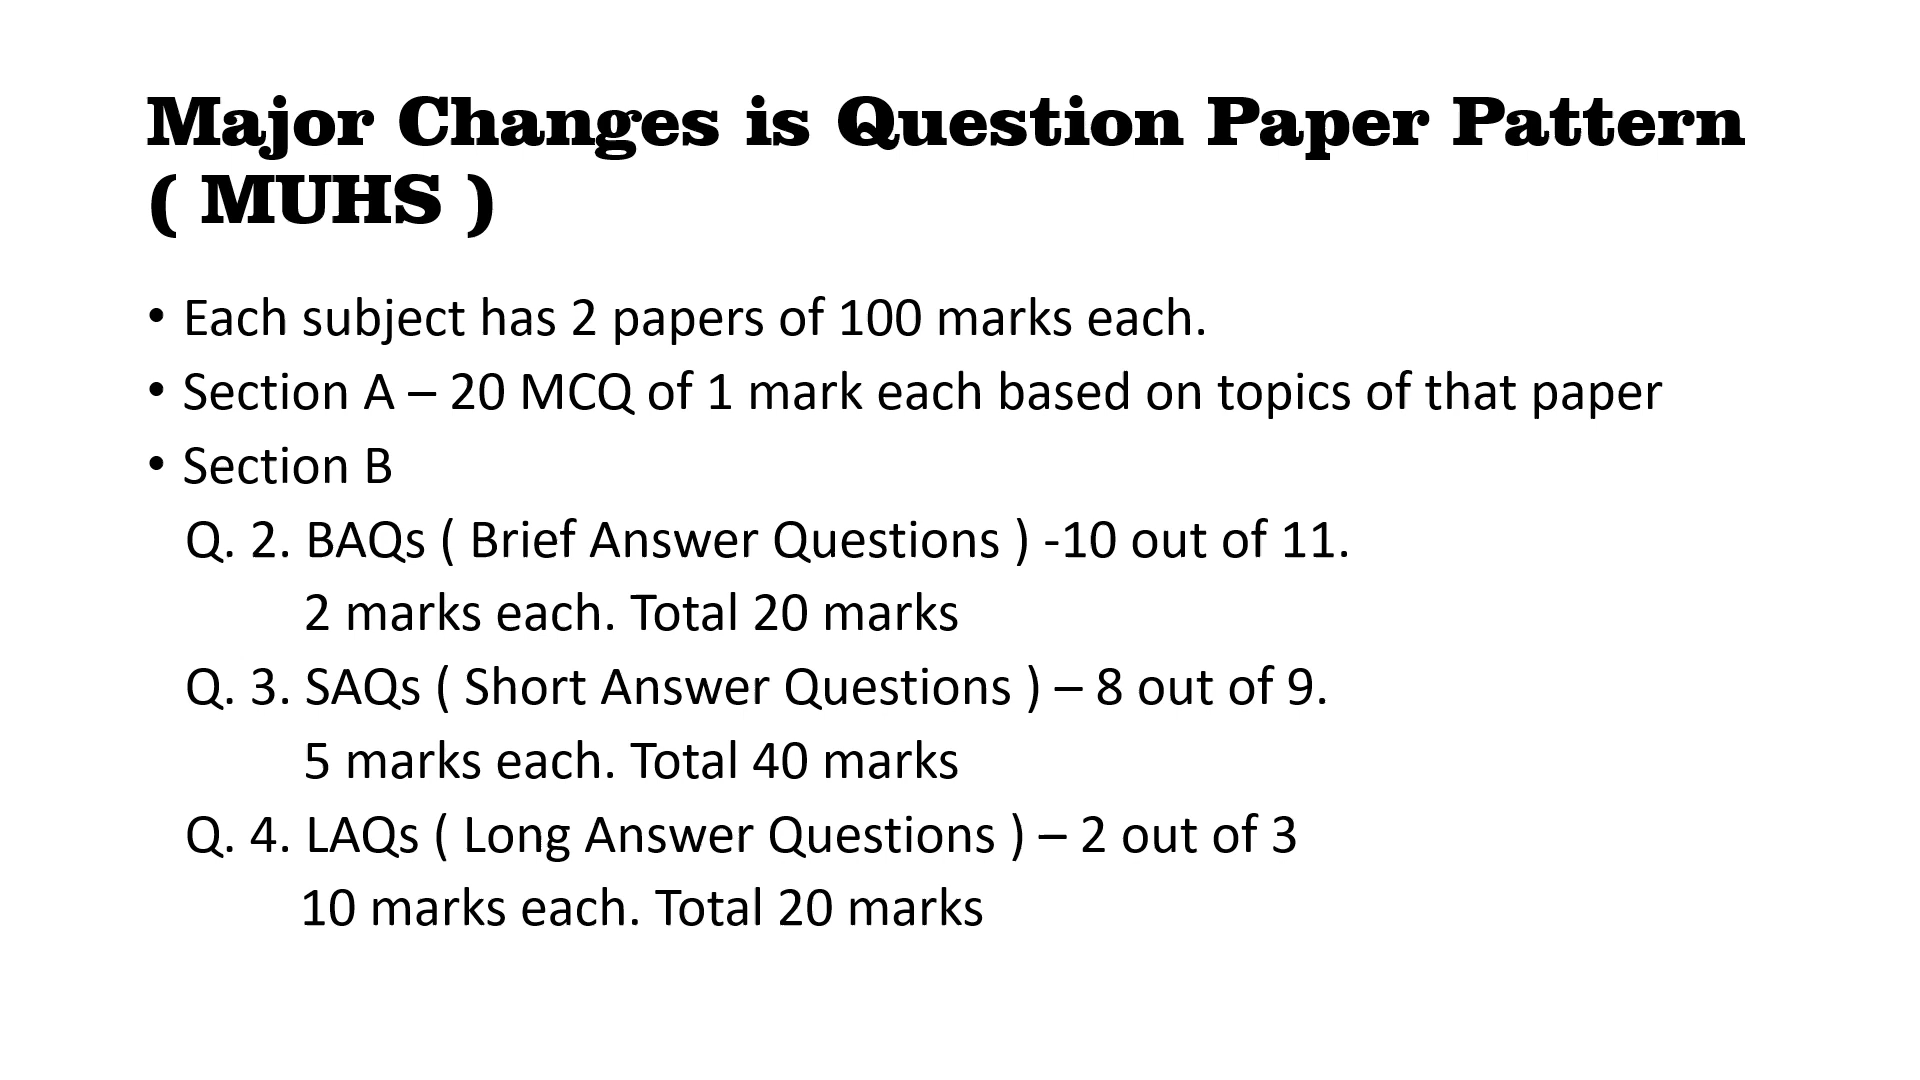 Major Changes is Question Paper Pattern
( MUHS )
• Each subject has 2 papers of 100 marks each.
• Section A – 20 MCQ of 1 mark each based on topics of that paper
• Section B
Q. 2. BAQs ( Brief Answer Questions ) -10 out of 11.
2 marks each. Total 20 marks
Q. 3. SAQs ( Short Answer Questions ) – 8 out of 9.
5 marks each. Total 40 marks
Q. 4. LAQs ( Long Answer Questions ) – 2 out of 3
10 marks each. Total 20 marks